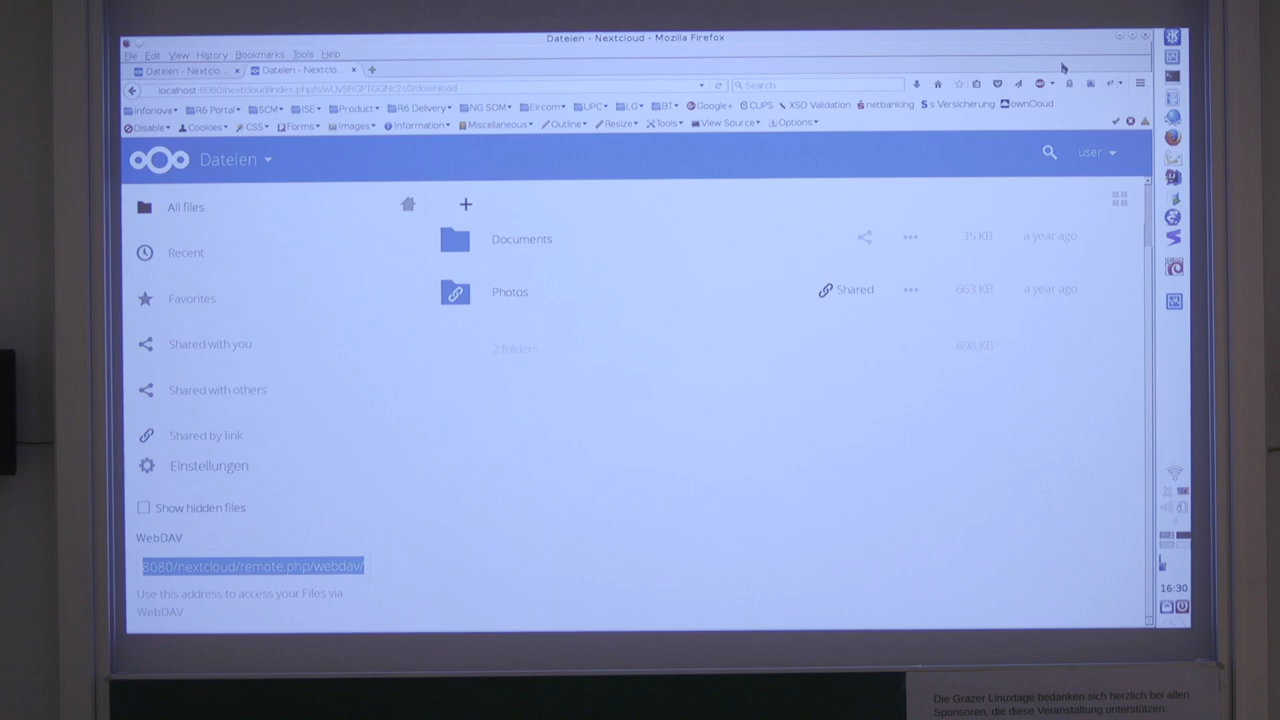 Dateien - Nextcloud - Mozilla Firefox
File Edit View History Bookmarks Tools Help
Dateien - Nextclo... × Dateien - Nextclo... ×
Search
Infonova R6 Portal SCM ISE Product R6 Delivery NG SOM Eircom UPC LG BT Google+ CUPS XSD Validation netbanking s Versicherung ownCloud
Disable Cookies CSS Forms Images Information Miscellaneous Outline Resize Tools View Source Options
Dateien user
All files
Documents 35 KB a year ago
Recent
Photos Shared 663 KB a year ago
Favorites
Shared with you
2 folders 698 KB
Shared with others
Shared by link
Einstellungen
Show hidden files
WebDAV
8080/nextcloud/remote.php/webdav/
Use this address to access your Files via
WebDAV
16:30
Die Grazer Linuxtage bedanken sich herzlich bei allen
Sponsoren, die diese Veranstaltung unterstützen: